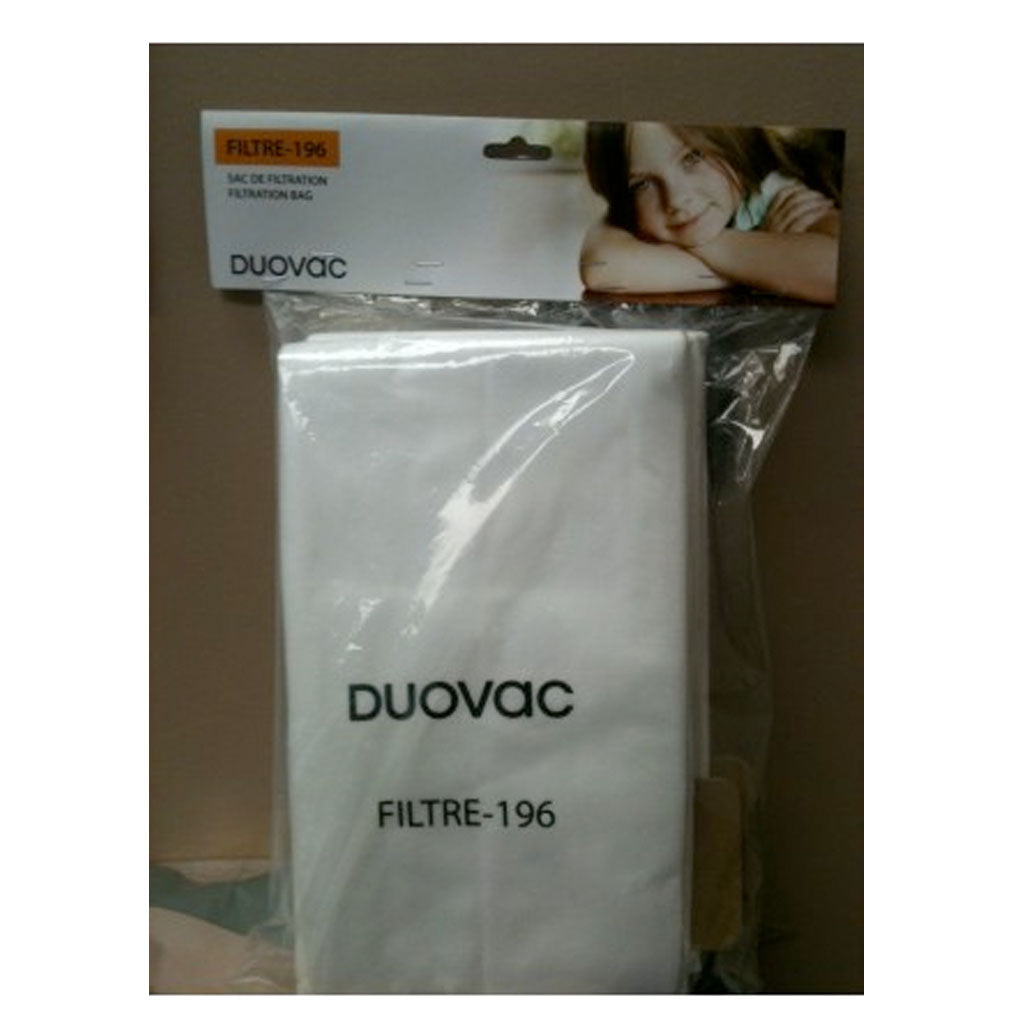 FILTRE-196
SAC DE FILTRATION
FILTRATION BAG
DUOVAC
DUOVAC
FILTRE-196